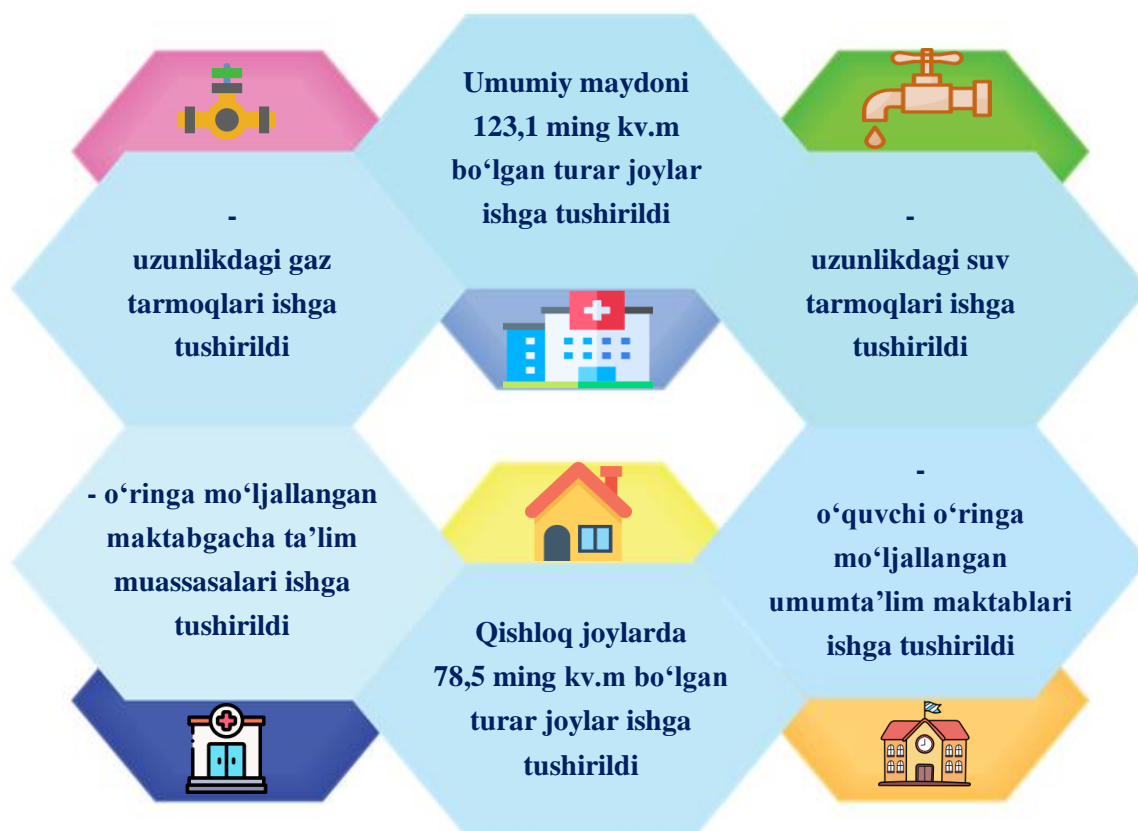 Umumiy maydoni
123,1 ming kv.m
bo‘lgan turar joylar
ishga tushirildi
-
uzunlikdagi gaz
tarmoqlari ishga
tushirildi
-
uzunlikdagi suv
tarmoqlari ishga
tushirildi
- o‘ringa mo‘ljallangan
maktabgacha ta’lim
muassasalari ishga
tushirildi
Qishloq joylarda
78,5 ming kv.m bo‘lgan
turar joylar ishga
tushirildi
-
o‘quvchi o‘ringa
mo‘ljallangan
umumta’lim maktablari
ishga tushirildi